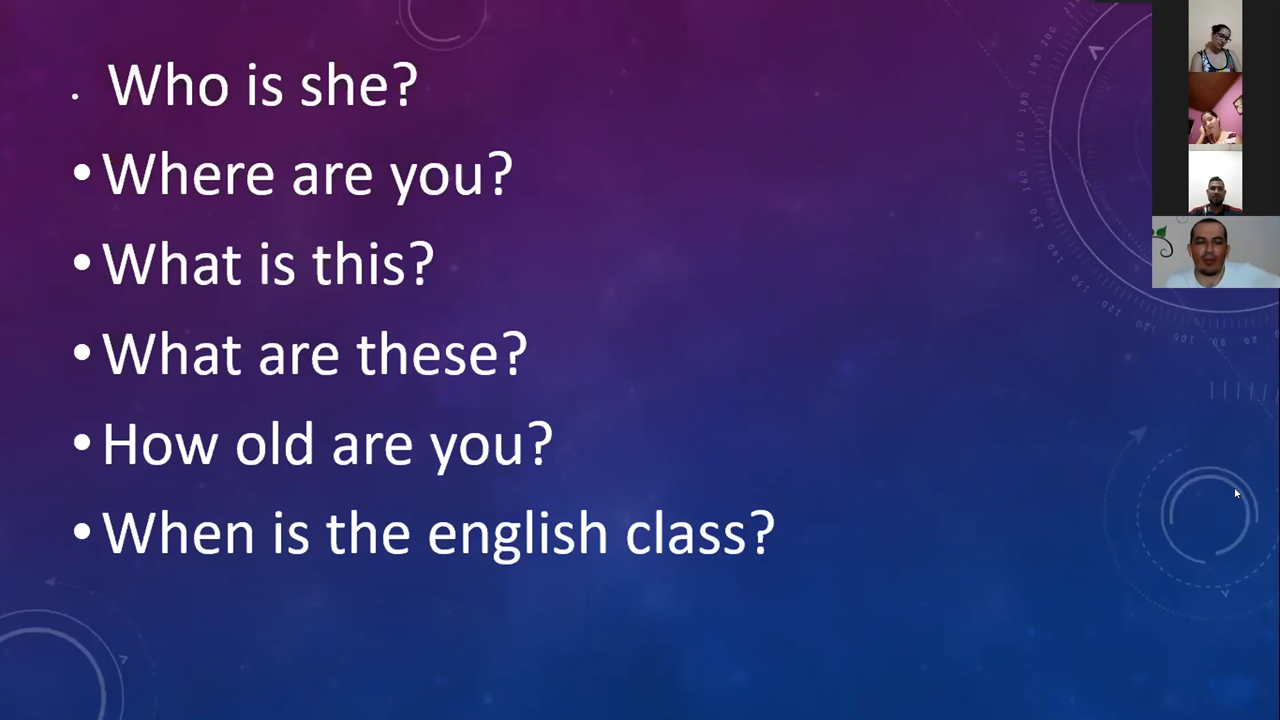 • Who is she?
• Where are you?
• What is this?
• What are these?
• How old are you?
• When is the english class?